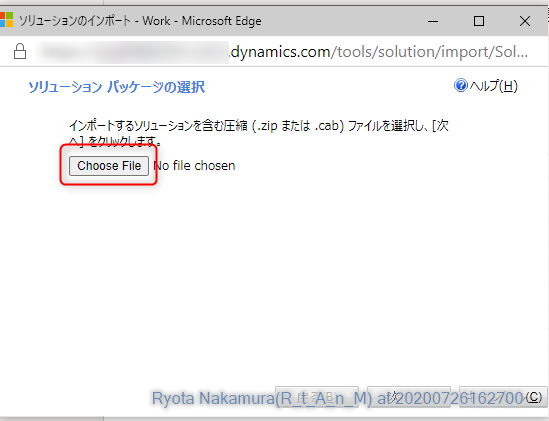 ソリューションのインポート - Work - Microsoft Edge
.dynamics.com/tools/solution/import/Sol...
ソリューション パッケージの選択
ヘルプ(H)
インポートするソリューションを含む圧縮 (.zip または .cab) ファイルを選択し、[次
へ] をクリックします。
Choose File No file chosen
Ryota Nakamura(R_t_A_n_M) at 20200726162700
(C)